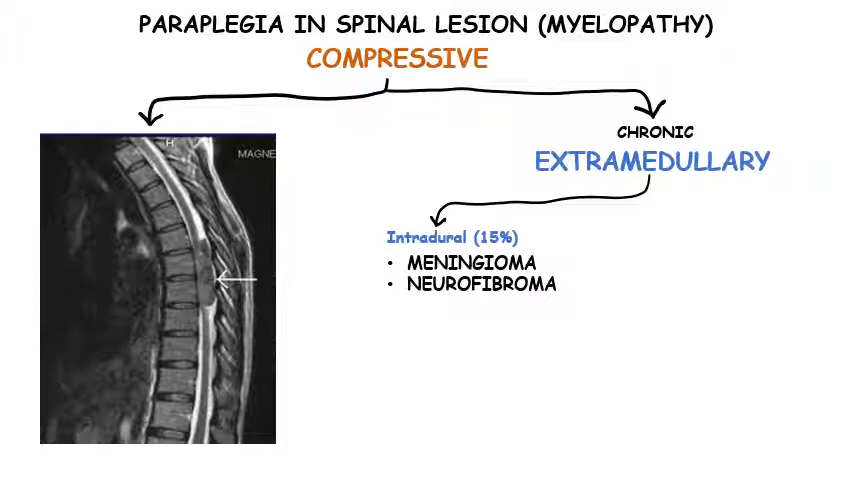 PARAPLEGIA IN SPINAL LESION (MYELOPATHY)
COMPRESSIVE
CHRONIC
EXTRAMEDULLARY
H
MAGNE
Intradural (15%)
• MENINGIOMA
• NEUROFIBROMA